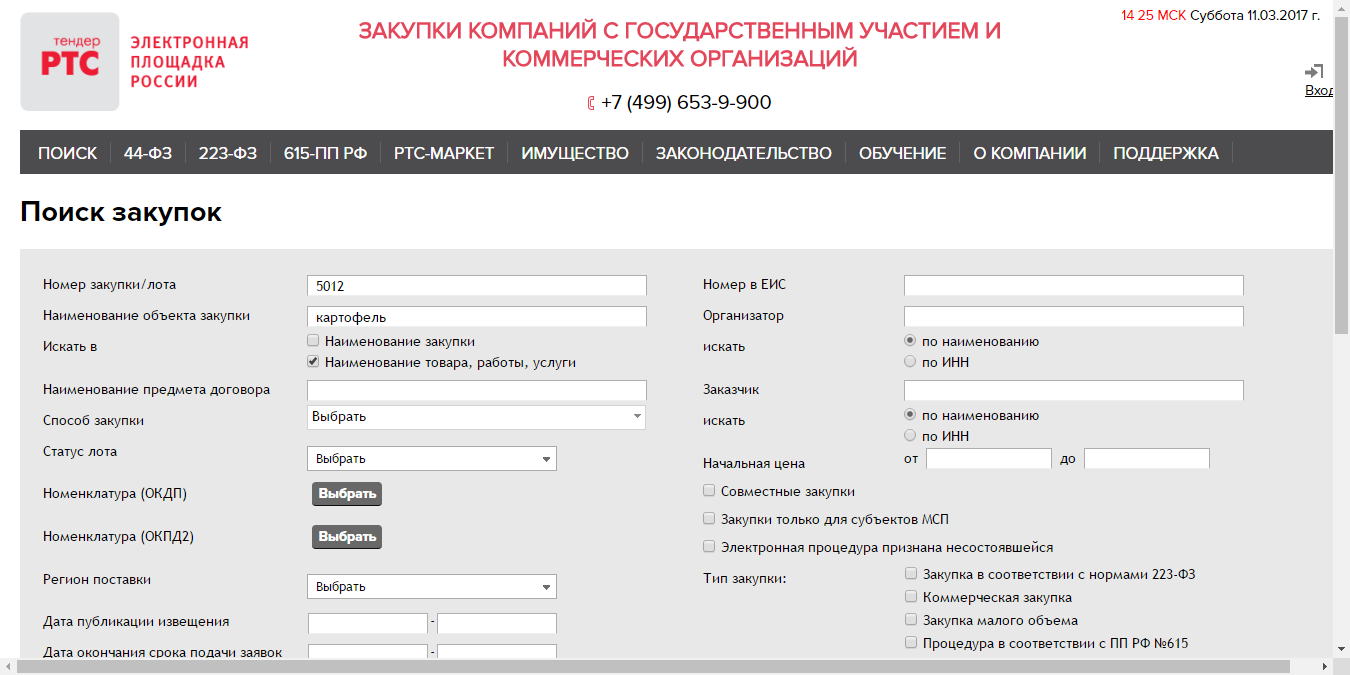 тендер
РТС
ЭЛЕКТРОННАЯ
ПЛОЩАДКА
РОССИИ
ЗАКУПКИ КОМПАНИЙ С ГОСУДАРСТВЕННЫМ УЧАСТИЕМ И
КОММЕРЧЕСКИХ ОРГАНИЗАЦИЙ
+7 (499) 653-9-900
14 25 МСК Суббота 11.03.2017 г.
Вход
ПОИСК 44-ФЗ 223-ФЗ 615-ПП РФ РТС-МАРКЕТ ИМУЩЕСТВО ЗАКОНОДАТЕЛЬСТВО ОБУЧЕНИЕ О КОМПАНИИ ПОДДЕРЖКА
Поиск закупок
Номер закупки/лота 5012
Наименование объекта закупки картофель
Искать в Наименование закупки
Наименование товара, работы, услуги
Наименование предмета договора
Способ закупки Выбрать
Статус лота Выбрать
Номенклатура (ОКДП) Выбрать
Номенклатура (ОКПД2) Выбрать
Регион поставки Выбрать
Дата публикации извещения -
Дата окончания срока подачи заявок -
Номер в ЕИС
Организатор
искать по наименованию
по ИНН
Заказчик
искать по наименованию
по ИНН
Начальная цена от до
Совместные закупки
Закупки только для субъектов МСП
Электронная процедура признана несостоявшейся
Тип закупки: Закупка в соответствии с нормами 223-ФЗ
Коммерческая закупка
Закупка малого объема
Процедура в соответствии с ПП РФ №615